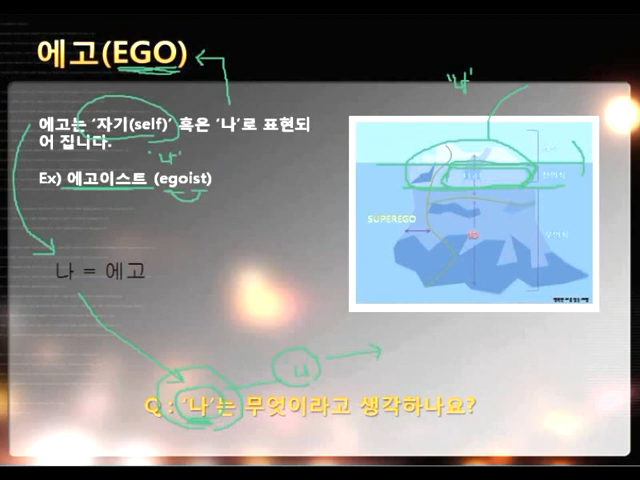 에고(EGO)
'나'
에고는 '자기(self)' 혹은 '나'로 표현되
어 집니다.
'나'
Ex) 에고이스트 (egoist)
SUPEREGO
나 = 에고
나
Q : '나'는 무엇이라고 생각하나요?